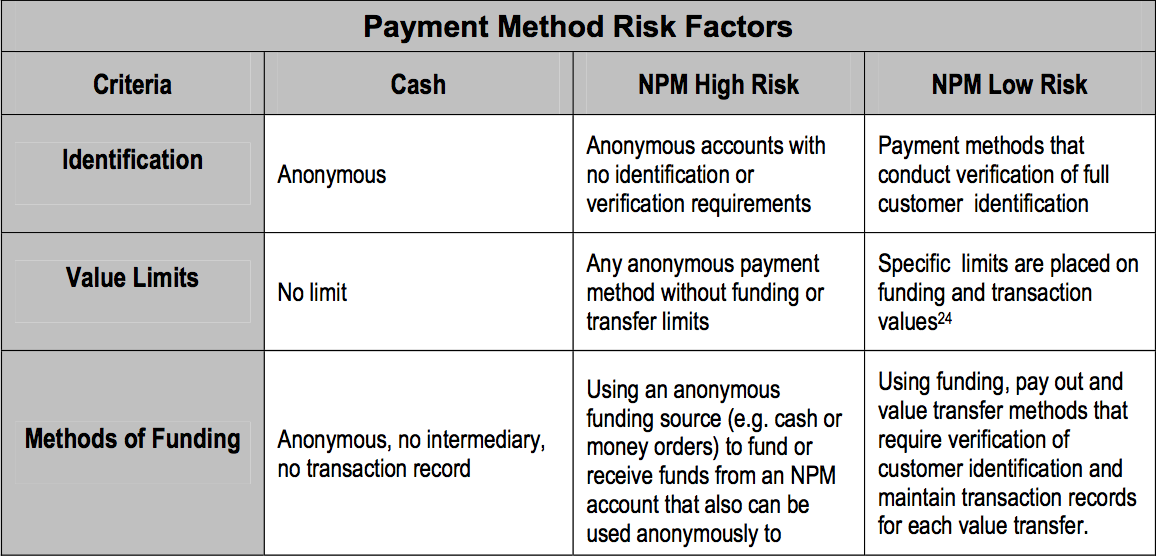 Payment Method Risk Factors
Criteria
Cash
NPM High Risk
NPM Low Risk
Identification
Anonymous
Anonymous accounts with
no identification or
verification requirements
Payment methods that
conduct verification of full
customer identification
Value Limits
No limit
Any anonymous payment
method without funding or
transfer limits
Specific limits are placed on
funding and transaction
values24
Methods of Funding
Anonymous, no intermediary,
no transaction record
Using an anonymous
funding source (e.g. cash or
money orders) to fund or
receive funds from an NPM
account that also can be
used anonymously to
Using funding, pay out and
value transfer methods that
require verification of
customer identification and
maintain transaction records
for each value transfer.